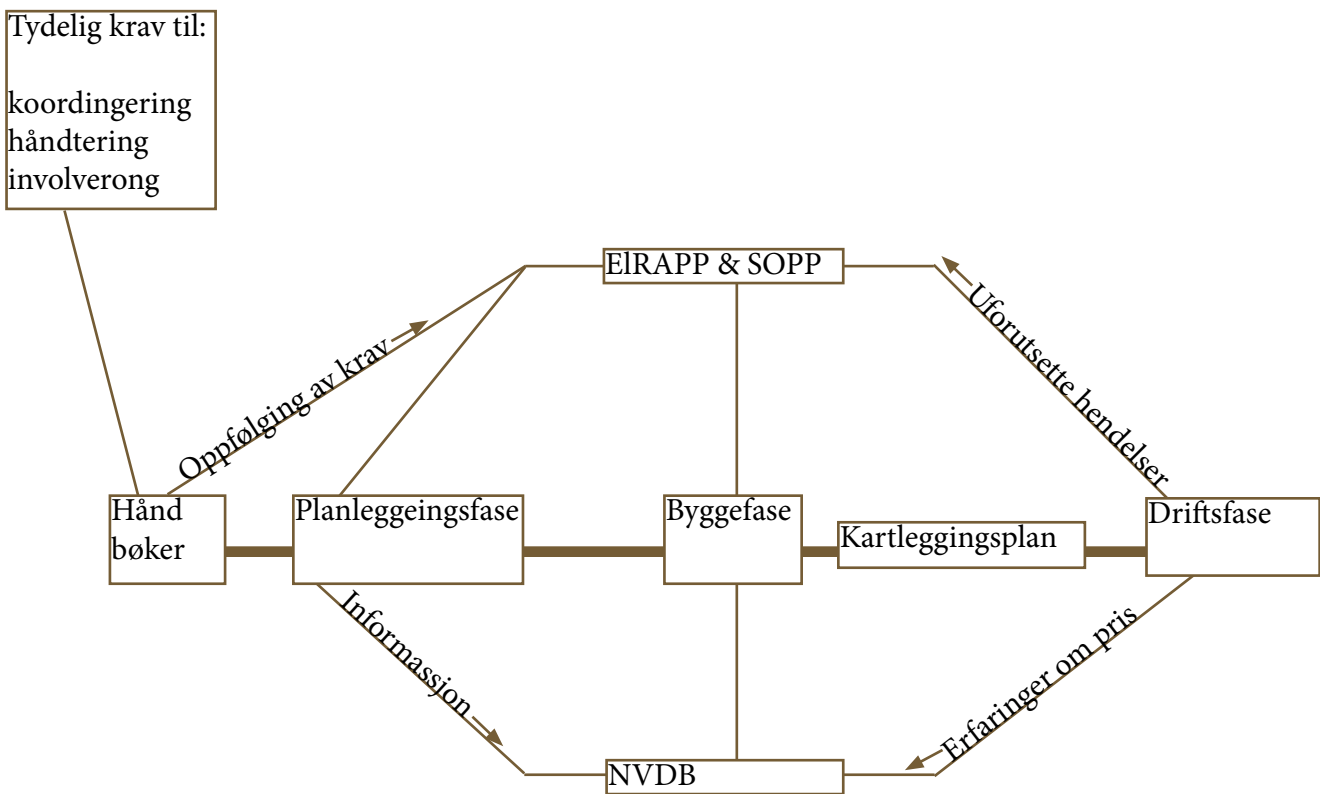 Tydelig krav til:
koordingering
håndtering
involverong
ElRAPP & SOPP
Oppfølging av krav
Uforutsette hendelser
Hånd
bøker
Planleggeingsfase
Byggefase
Kartleggingsplan
Driftsfase
Informassjon
Erfaringer om pris
NVDB